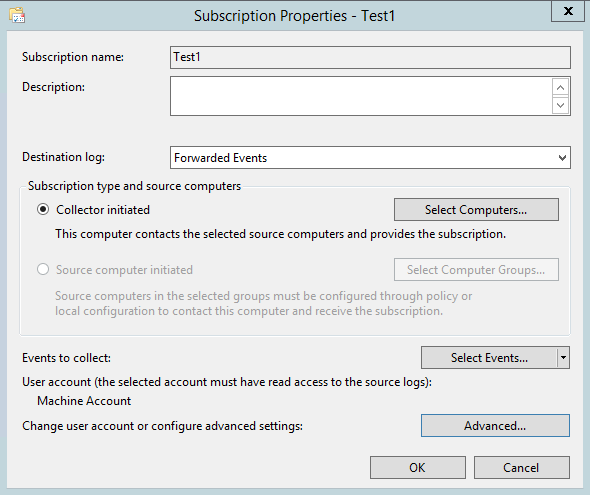 Subscription Properties - Test1
x
Subscription name:
Test1
Description:
Destination log:
Forwarded Events
Subscription type and source computers
Collector initiated
Select Computers...
This computer contacts the selected source computers and provides the subscription.
Source computer initiated
Select Computer Groups...
Source computers in the selected groups must be configured through policy or
local configuration to contact this computer and receive the subscription.
Events to collect:
Select Events...
User account (the selected account must have read access to the source logs):
Machine Account
Change user account or configure advanced settings:
Advanced...
OK
Cancel